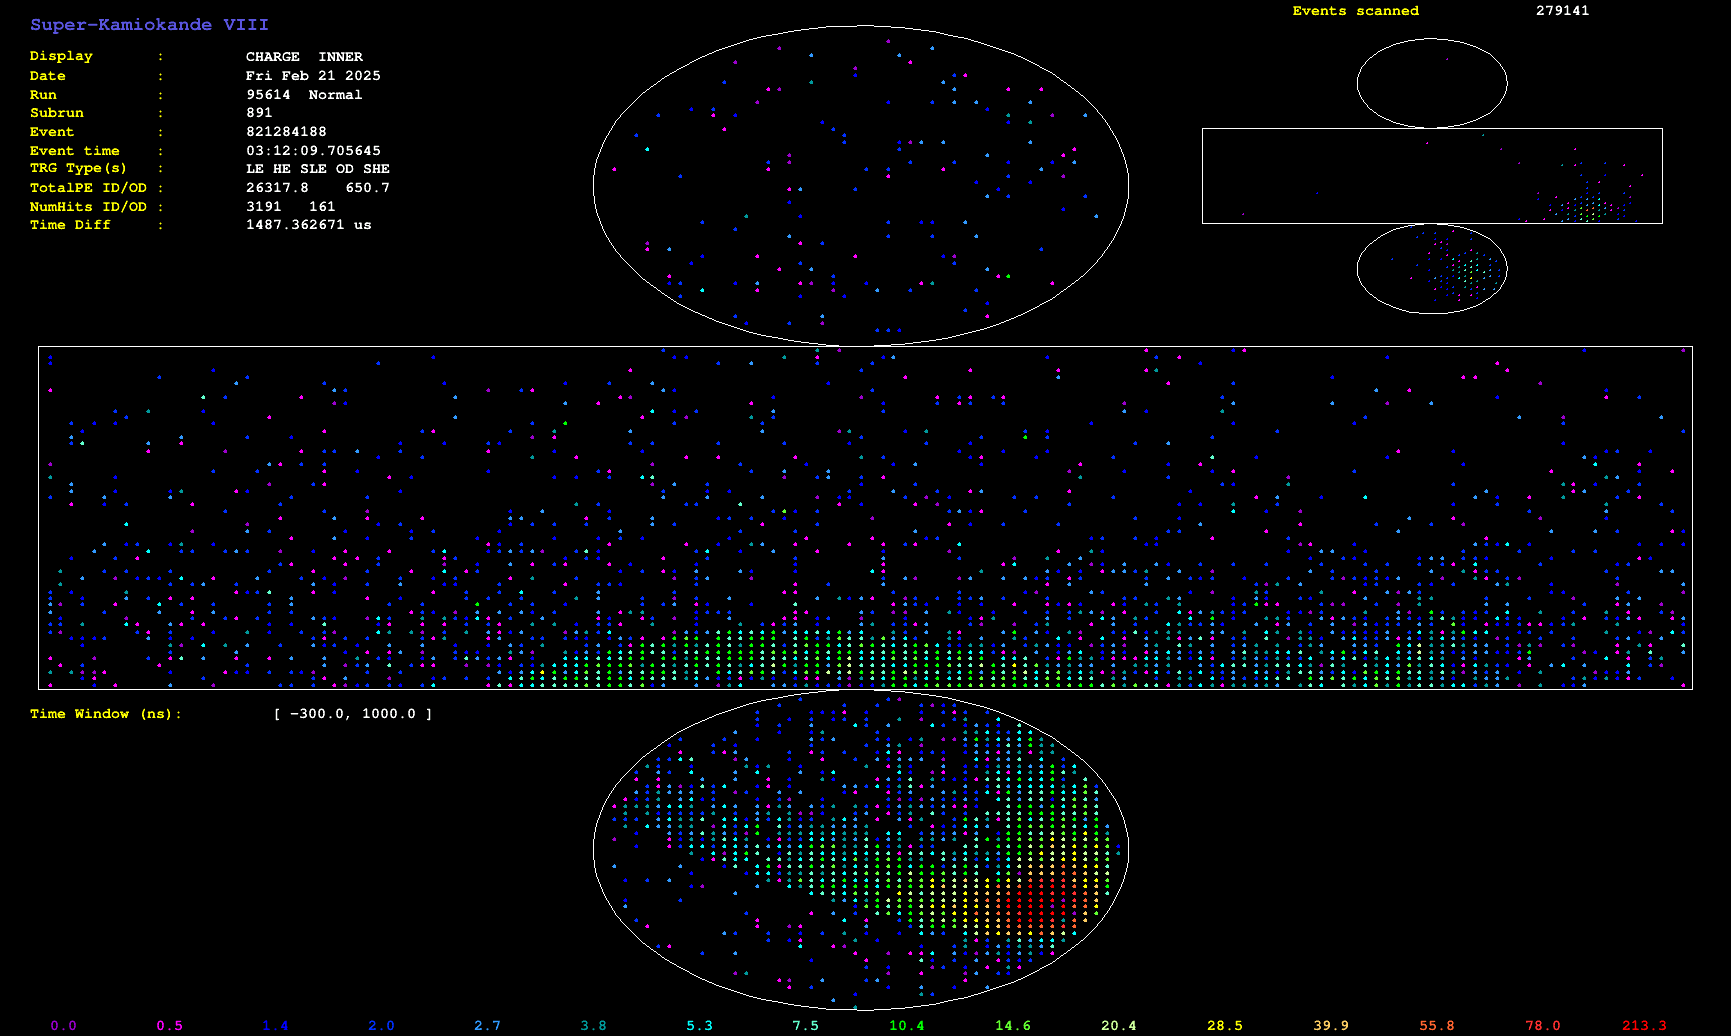 Super-Kamiokande VIII
Events scanned 279141
Display : CHARGE INNER
Date : Fri Feb 21 2025
Run : 95614 Normal
Subrun : 891
Event : 821284188
Event time : 03:12:09.705645
TRG Type(s) : LE HE SLE OD SHE
TotalPE ID/OD : 26317.8 650.7
NumHits ID/OD : 3191 161
Time Diff : 1487.362671 us
Time Window (ns): [ -300.0, 1000.0 ]
0.0 0.5 1.4 2.0 2.7 3.8 5.3 7.5 10.4 14.6 20.4 28.5 39.9 55.8 78.0 213.3